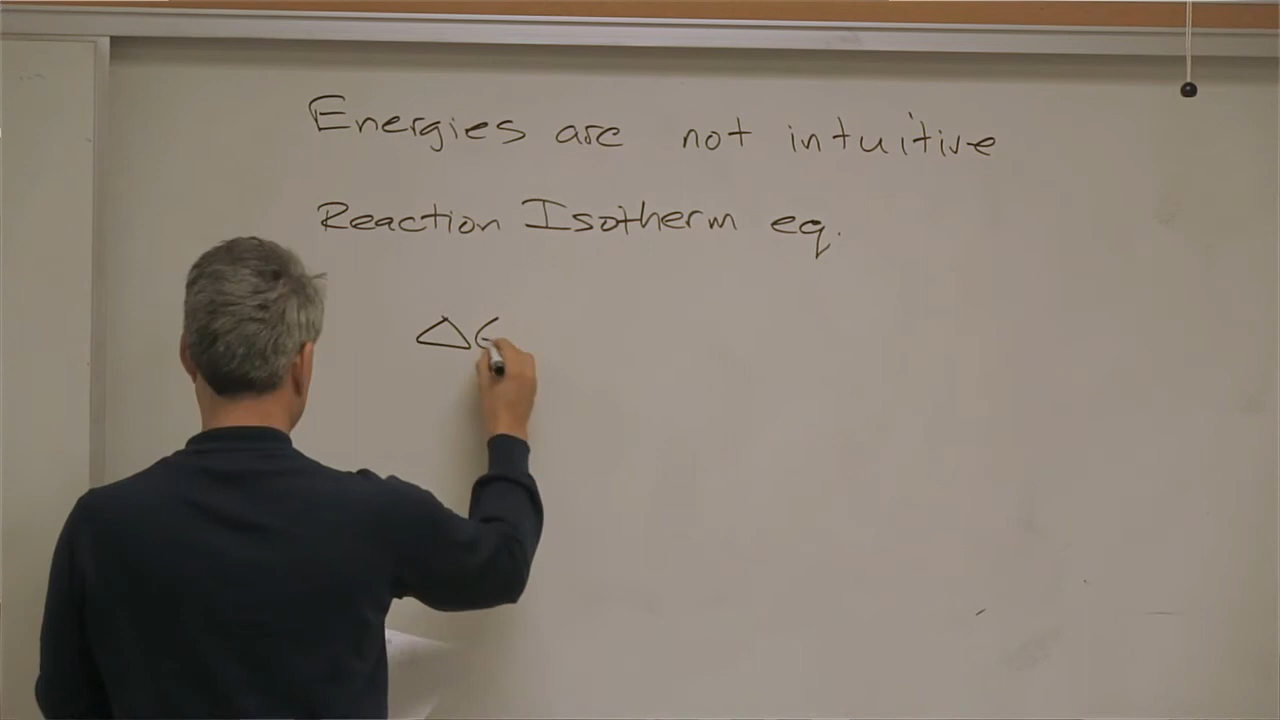 Energies are not intuitive
Reaction Isotherm eq.
ΔG